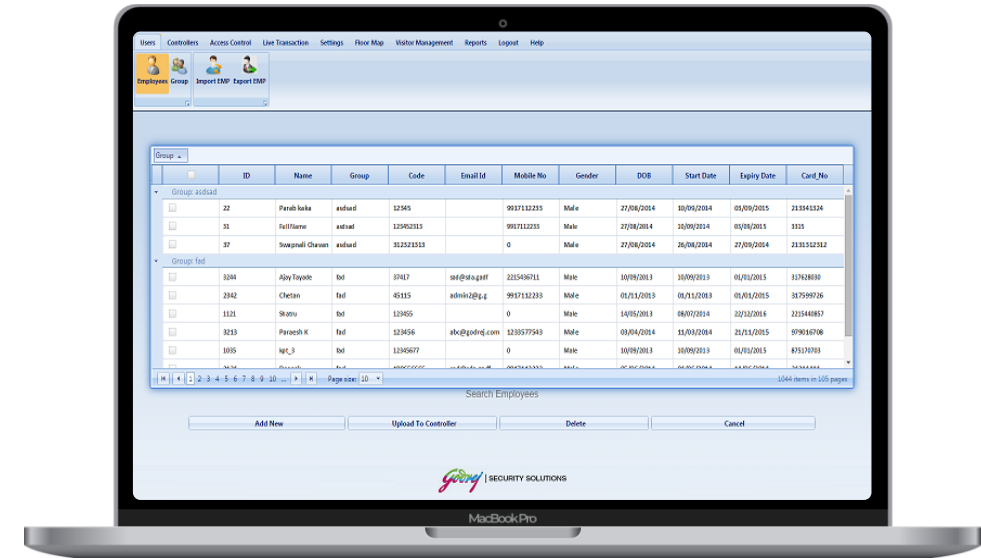 Users Controllers Access Control Live Transaction Settings Floor Map Visitor Management Reports Logout Help
Employees Group Import EMP Export EMP
Group
ID Name Group Code Email Id Mobile No Gender DOB Start Date Expiry Date Card_No
Group: asdsad
22 Parab kaka asdsad 12345 9917112233 Male 27/08/2014 10/09/2014 03/09/2015 213341324
31 FullName asdsad 123452313 9917112233 Male 27/08/2014 10/09/2014 03/09/2015 3315
37 Swapnali Chavan asdsad 312321313 0 Male 27/08/2014 26/08/2014 27/09/2014 2131312312
Group: fad
3244 Ajay Tayade fad 37417 sad@sda.gadf 2215436711 Male 10/09/2013 10/09/2013 01/01/2015 317628030
2342 Chetan fad 45115 admin2@g.g 9917112233 Male 01/11/2013 01/11/2013 01/01/2015 317599726
1121 Shatru fad 123455 0 Male 14/05/2013 08/07/2014 22/12/2016 2215440857
3213 Paraesh K fad 123456 abc@godrej.com 1233577543 Male 03/04/2014 11/03/2014 21/11/2015 979016708
1035 kpt_3 fad 12345677 0 Male 10/09/2013 10/09/2013 01/01/2015 875170703
1 2 3 4 5 6 7 8 9 10 ... Page size: 10 1044 items in 105 pages
Search Employees
Add New Upload To Controller Delete Cancel
Godrej | SECURITY SOLUTIONS
MacBook Pro